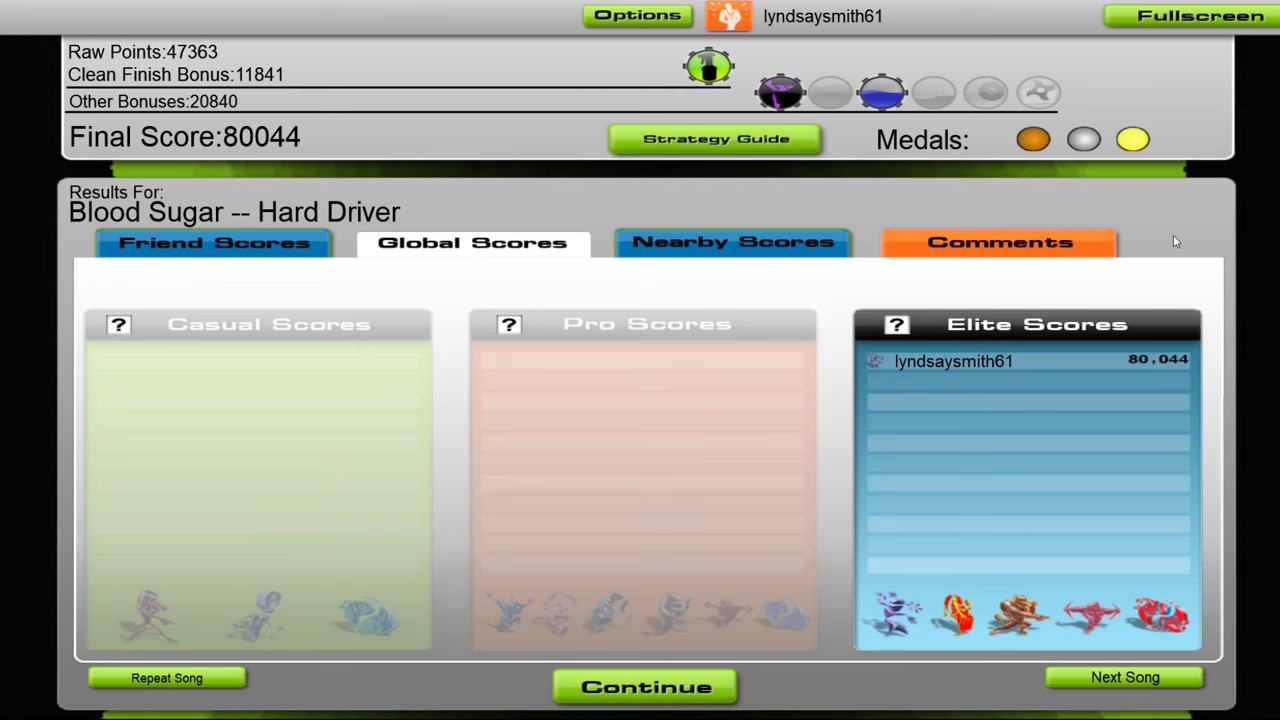 Options
lyndsaysmith61
Fullscreen
Raw Points:47363
Clean Finish Bonus:11841
Other Bonuses:20840
Final Score:80044
Strategy Guide
Medals:
Results For:
Blood Sugar -- Hard Driver
Friend Scores
Global Scores
Nearby Scores
Comments
? Casual Scores
? Pro Scores
? Elite Scores
lyndsaysmith61 80,044
Repeat Song
Continue
Next Song